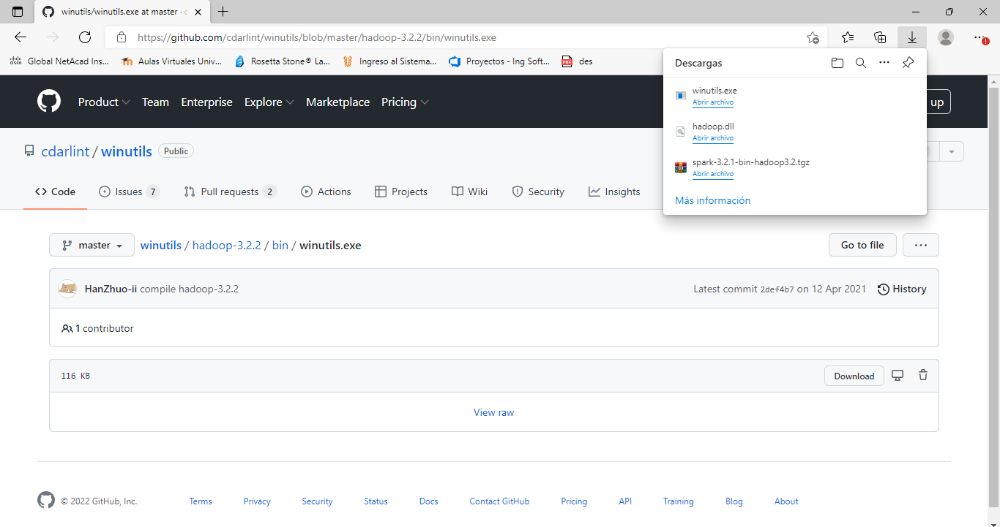 winutils/winutils.exe at master · c
https://github.com/cdarlint/winutils/blob/master/hadoop-3.2.2/bin/winutils.exe
Global NetAcad Ins... Aulas Virtuales Univ... Rosetta Stone® La... Ingreso al Sistema... Proyectos - Ing Soft... PDF des
Descargas
winutils.exe
Abrir archivo
hadoop.dll
Abrir archivo
spark-3.2.1-bin-hadoop3.2.tgz
Abrir archivo
Más información
Product Team Enterprise Explore Marketplace Pricing up
cdarlint / winutils Public
Code Issues 7 Pull requests 2 Actions Projects Wiki Security Insights
master winutils / hadoop-3.2.2 / bin / winutils.exe Go to file
HanZhuo-ii compile hadoop-3.2.2 Latest commit 2def4b7 on 12 Apr 2021 History
1 contributor
116 KB Download
View raw
© 2022 GitHub, Inc. Terms Privacy Security Status Docs Contact GitHub Pricing API Training Blog About